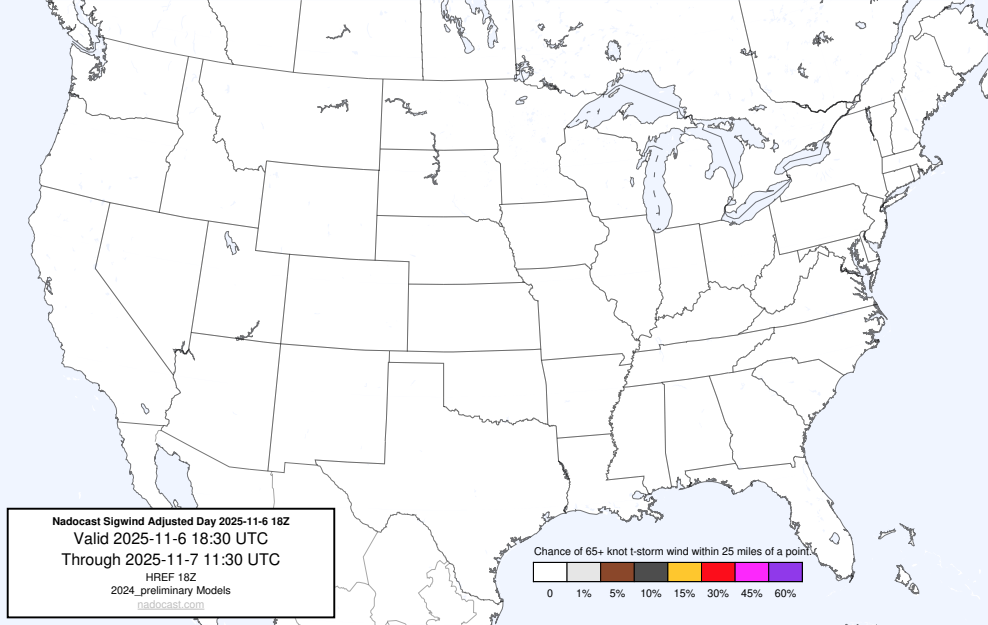 Nadocast Sigwind Adjusted Day 2025-11-6 18Z
Valid 2025-11-6 18:30 UTC
Through 2025-11-7 11:30 UTC
HREF 18Z
2024_preliminary Models
nadocast.com
Chance of 65+ knot t-storm wind within 25 miles of a point.
0 1% 5% 10% 15% 30% 45% 60%